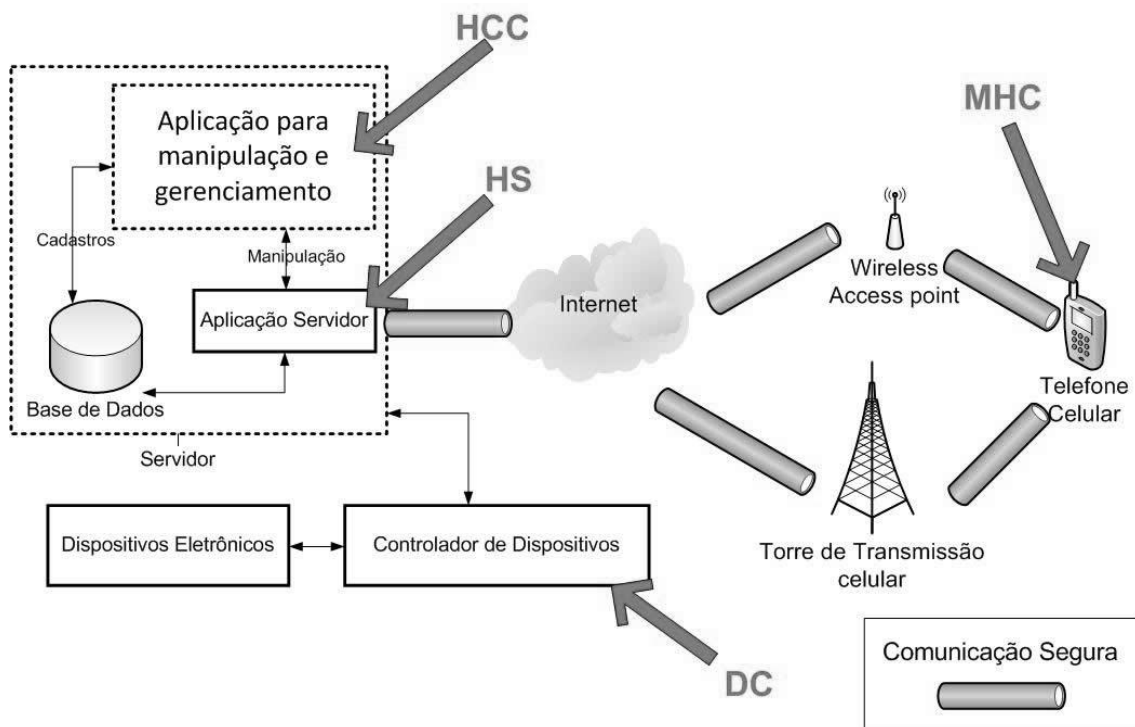 HCC
Aplicação para
manipulação e
gerenciamento
MHC
HS
Cadastros
Manipulação
Internet
Wireless
Access point
Aplicação Servidor
Base de Dados
Telefone
Celular
Servidor
Dispositivos Eletrônicos
Controlador de Dispositivos
Torre de Transmissão
celular
DC
Comunicação Segura